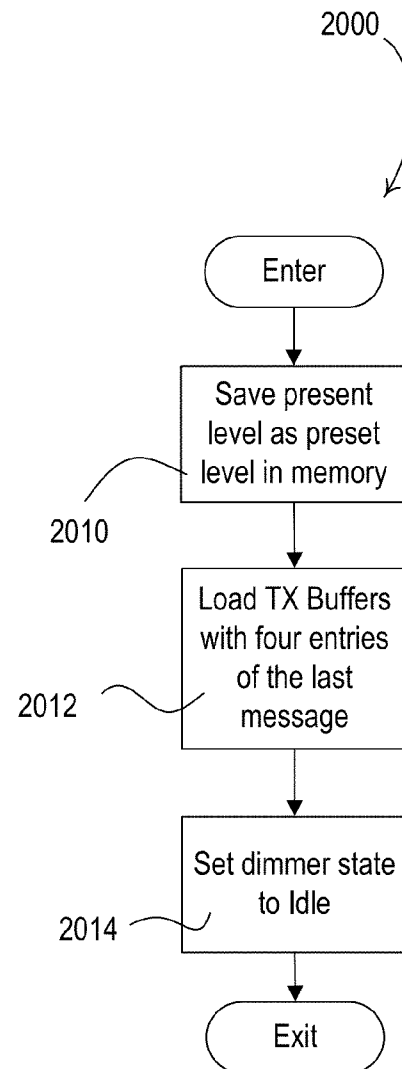 2000
Enter
Save present
level as preset
level in memory
2010
Load TX Buffers
with four entries
of the last
message
2012
Set dimmer state
to Idle
2014
Exit